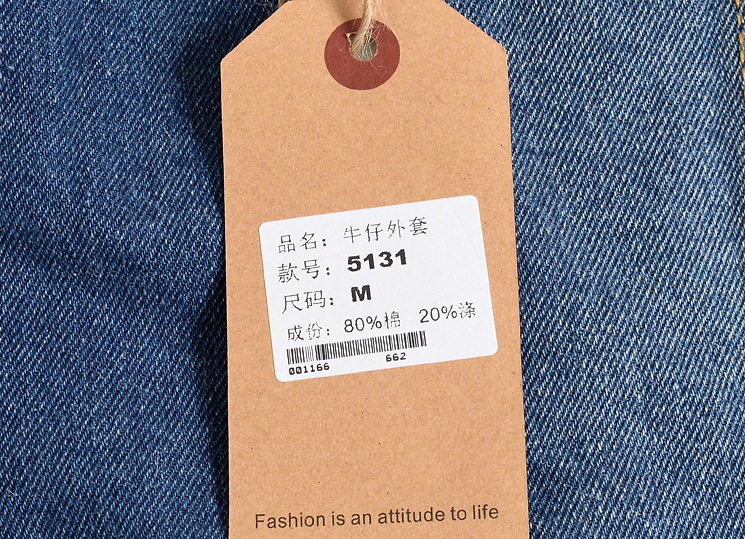 品名：牛仔外套
款号：5131
尺码：M
成份：80%棉 20%涤
001166 662
Fashion is an attitude to life